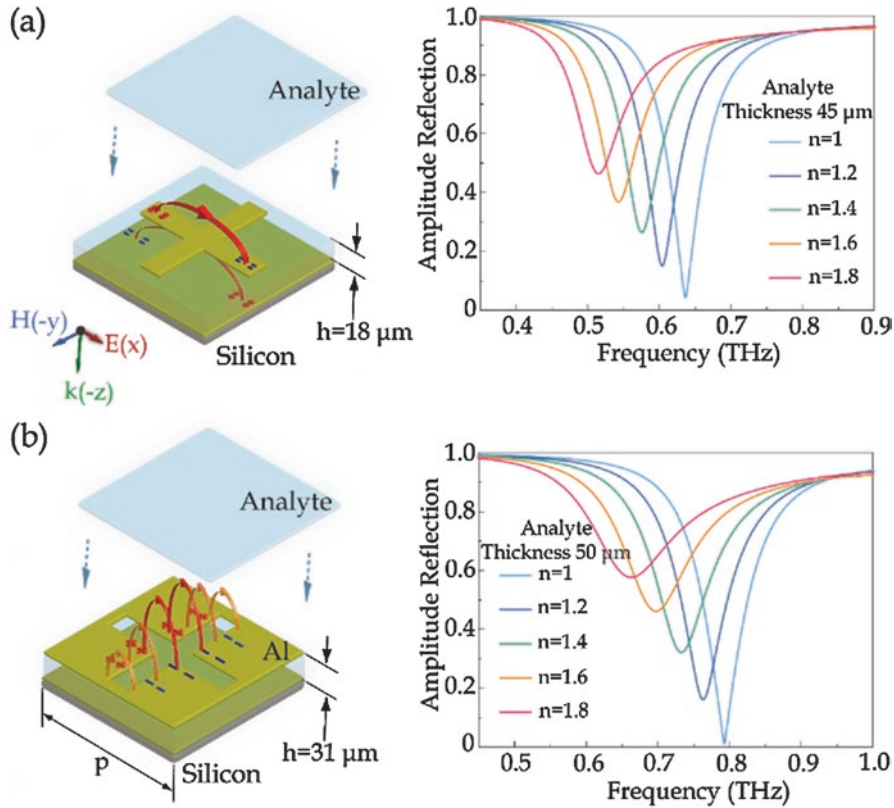 (a)
Analyte
h=18 μm
H(-y)
E(x)
k(-z)
Silicon
1.0
0.8
0.6
0.4
0.2
0
Amplitude Reflection
Analyte
Thickness 45 μm
n=1
n=1.2
n=1.4
n=1.6
n=1.8
0.4 0.5 0.6 0.7 0.8 0.9
Frequency (THz)
(b)
Analyte
Al
h=31 μm
p
Silicon
1.0
0.8
0.6
0.4
0.2
0
Amplitude Reflection
Analyte
Thickness 50 μm
n=1
n=1.2
n=1.4
n=1.6
n=1.8
0.5 0.6 0.7 0.8 0.9 1.0
Frequency (THz)